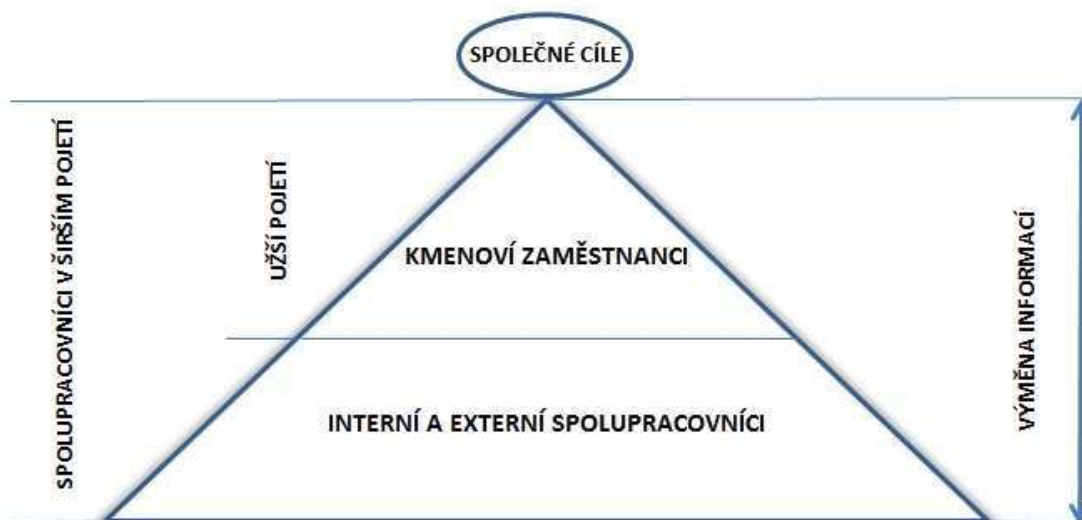 SPOLEČNÉ CÍLE
SPOLUPRACOVNÍCI V ŠIRŠÍM POJETÍ
UŽŠÍ POJETÍ
KMENOVÍ ZAMĚSTNANCI
VÝMĚNA INFORMACÍ
INTERNÍ A EXTERNÍ SPOLUPRACOVNÍCI